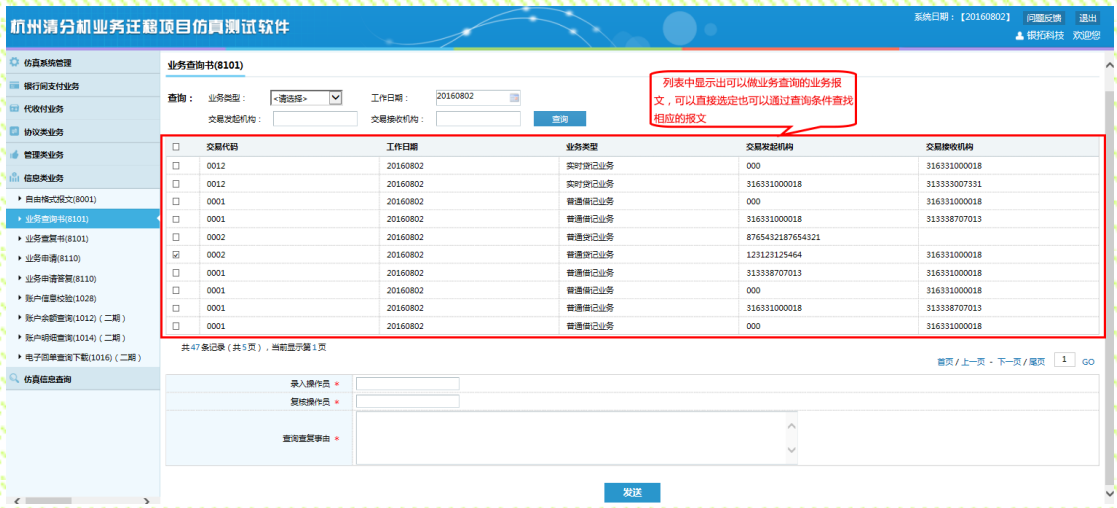 杭州清分机业务迁移项目仿真测试软件
系统日期：【20160802】 问题反馈 退出
银拓科技 欢迎您
仿真系统管理
银行间支付业务
代收付业务
协议类业务
管理类业务
信息类业务
自由格式报文(8001)
业务查询书(8101)
业务查复书(8101)
业务申请(8110)
业务申请答复(8110)
账户信息校验(1028)
账户余额查询(1012)（二期）
账户明细查询(1014)（二期）
电子回单查询下载(1016)（二期）
仿真信息查询
业务查询书(8101)
列表中显示出可以做业务查询的业务报
文，可以直接选定也可以通过查询条件查找
相应的报文
查询： 业务类型： <请选择> 工作日期： 20160802
交易发起机构： 交易接收机构： 查询
交易代码 工作日期 业务类型 交易发起机构 交易接收机构
0012 20160802 实时贷记业务 000 316331000018
0012 20160802 实时贷记业务 316331000018 313333007331
0001 20160802 普通借记业务 000 316331000018
0001 20160802 普通借记业务 316331000018 313338707013
0002 20160802 普通贷记业务 8765432187654321
0002 20160802 普通贷记业务 123123125464 316331000018
0001 20160802 普通借记业务 313338707013 316331000018
0001 20160802 普通借记业务 000 316331000018
0001 20160802 普通借记业务 316331000018 313338707013
0001 20160802 普通借记业务 000 316331000018
共47条记录（共5页），当前显示第1页
首页/上一页 - 下一页/尾页 1 GO
录入操作员 *
复核操作员 *
查询查复事由 *
发送